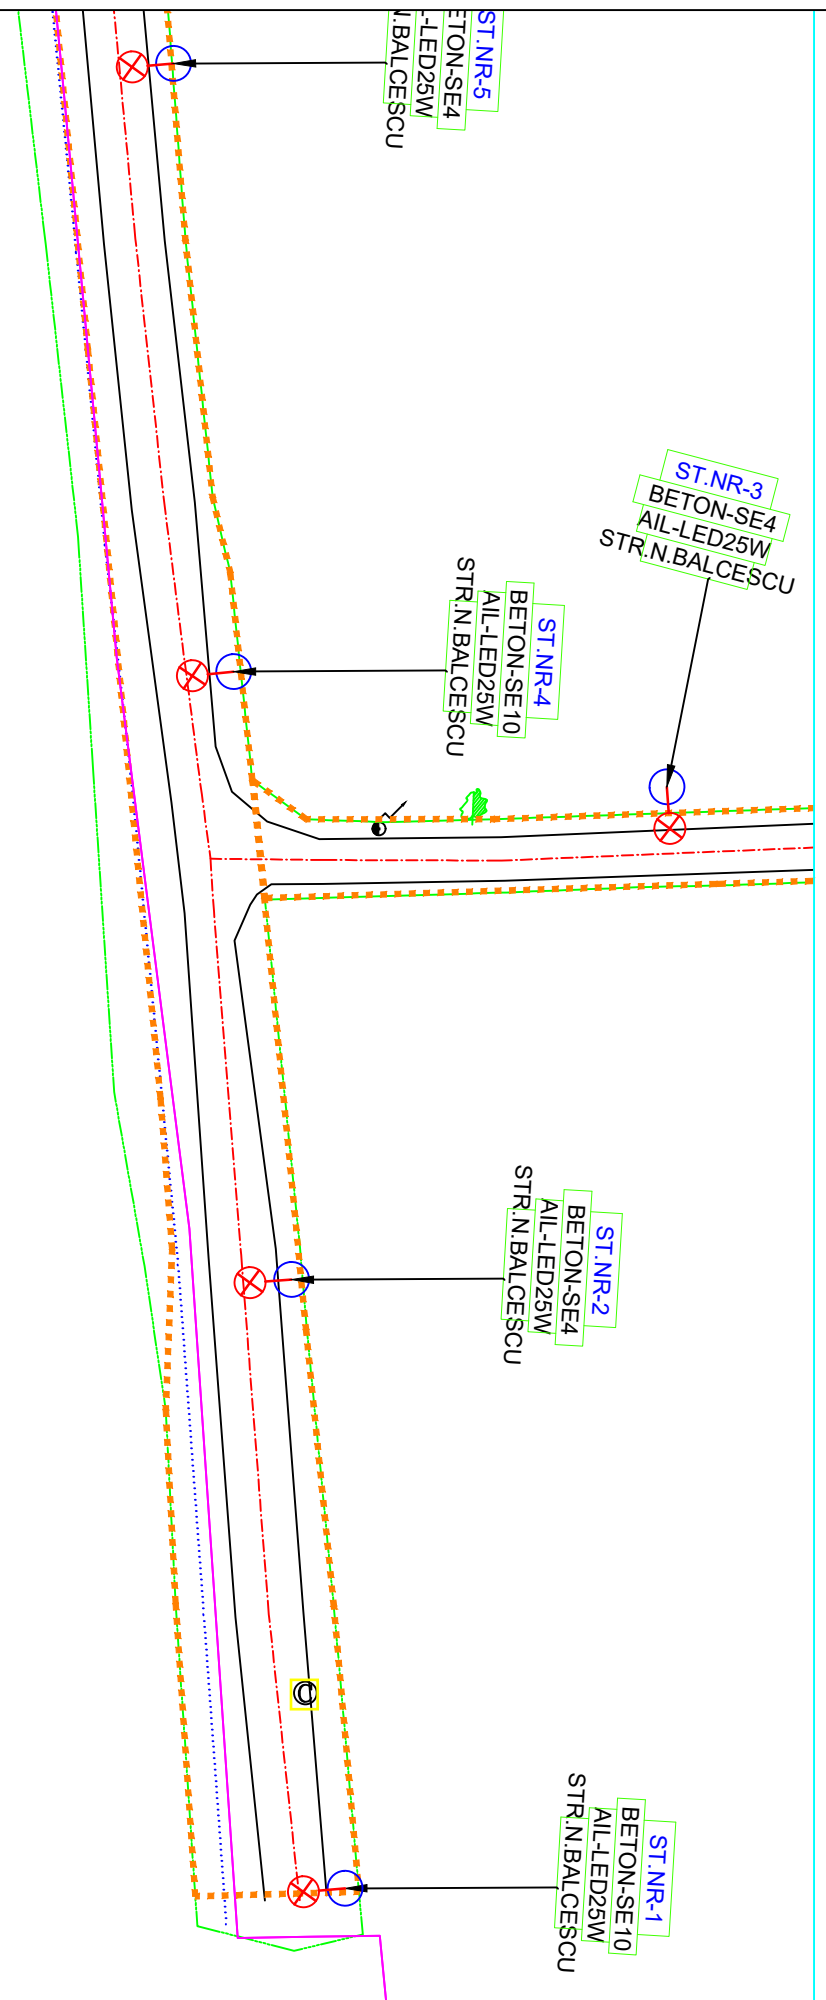 ST.NR-5
BETON-SE4
AIL-LED25W
N.BALCESCU
ST.NR-3
BETON-SE4
AIL-LED25W
STR.N.BALCESCU
ST.NR-4
BETON-SE10
AIL-LED25W
STR.N.BALCESCU
ST.NR-2
BETON-SE4
AIL-LED25W
STR.N.BALCESCU
C
ST.NR-1
BETON-SE10
AIL-LED25W
STR.N.BALCESCU